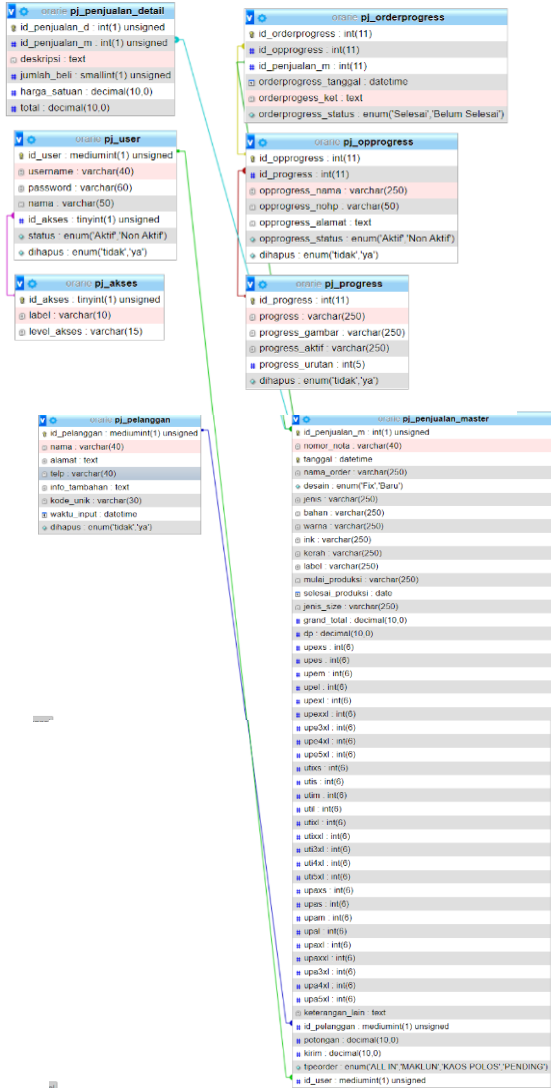 orarie pj_penjualan_detail
id_penjualan_d : int(1) unsigned
id_penjualan_m : int(1) unsigned
deskripsi : text
jumlah_beli : smallint(1) unsigned
harga_satuan : decimal(10,0)
total : decimal(10,0)
orarie pj_orderprogress
id_orderprogress : int(11)
id_opprogress : int(11)
id_penjualan_m : int(11)
orderprogress_tanggal : datetime
orderprogess_ket : text
orderprogress_status : enum('Selesai','Belum Selesai')
orarie pj_user
id_user : mediumint(1) unsigned
username : varchar(40)
password : varchar(60)
nama : varchar(50)
id_akses : tinyint(1) unsigned
status : enum('Aktif','Non Aktif')
dihapus : enum('tidak','ya')
orarie pj_opprogress
id_opprogress : int(11)
id_progress : int(11)
opprogress_nama : varchar(250)
opprogress_nohp : varchar(50)
opprogress_alamat : text
opprogress_status : enum('Aktif','Non Aktif')
dihapus : enum('tidak','ya')
orarie pj_akses
id_akses : tinyint(1) unsigned
label : varchar(10)
level_akses : varchar(15)
orarie pj_progress
id_progress : int(11)
progress : varchar(250)
progress_gambar : varchar(250)
progress_aktif : varchar(250)
progress_urutan : int(5)
dihapus : enum('tidak','ya')
orarie pj_pelanggan
id_pelanggan : mediumint(1) unsigned
nama : varchar(40)
alamat : text
telp : varchar(40)
info_tambahan : text
kode_unik : varchar(30)
waktu_input : datetime
dihapus : enum('tidak','ya')
orarie pj_penjualan_master
id_penjualan_m : int(1) unsigned
nomor_nota : varchar(40)
tanggal : datetime
nama_order : varchar(250)
desain : enum('Fix','Baru')
jenis : varchar(250)
bahan : varchar(250)
warna : varchar(250)
ink : varchar(250)
kerah : varchar(250)
label : varchar(250)
mulai_produksi : varchar(250)
selesai_produksi : date
jenis_size : varchar(250)
grand_total : decimal(10,0)
dp : decimal(10,0)
upexs : int(6)
upes : int(6)
upem : int(6)
upel : int(6)
upexl : int(6)
upexxl : int(6)
upe3xl : int(6)
upe4xl : int(6)
upe5xl : int(6)
utixs : int(6)
utis : int(6)
utim : int(6)
util : int(6)
utixl : int(6)
utixxl : int(6)
uti3xl : int(6)
uti4xl : int(6)
uti5xl : int(6)
upaxs : int(6)
upas : int(6)
upam : int(6)
upal : int(6)
upaxl : int(6)
upaxxl : int(6)
upa3xl : int(6)
upa4xl : int(6)
upa5xl : int(6)
keterangan_lain : text
id_pelanggan : mediumint(1) unsigned
potongan : decimal(10,0)
kirim : decimal(10,0)
tipeorder : enum('ALL IN','MAKLUN','KAOS POLOS','PENDING')
id_user : mediumint(1) unsigned